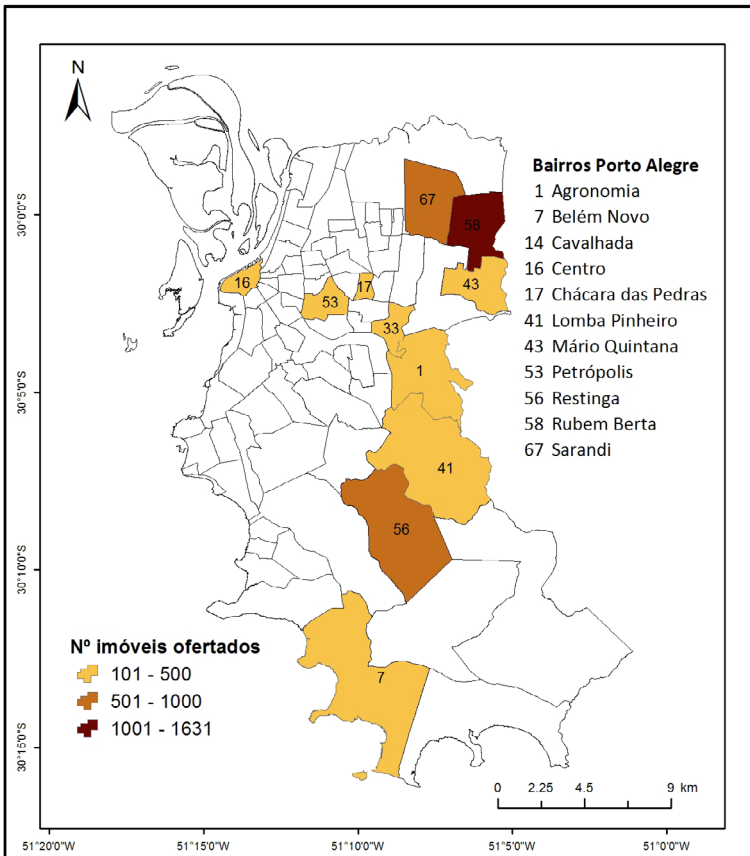 N
Bairros Porto Alegre
1 Agronomia
7 Belém Novo
14 Cavalhada
16 Centro
17 Chácara das Pedras
41 Lomba Pinheiro
43 Mário Quintana
53 Petrópolis
56 Restinga
58 Rubem Berta
67 Sarandi
67
58
43
16
53
17
33
1
41
56
7
30°0'S
30°5'S
30°10'S
30°15'S
Nº imóveis ofertados
101 - 500
501 - 1000
1001 - 1631
0 2.25 4.5 9 km
51°20'0"W 51°15'0"W 51°10'0"W 51°5'0"W 51°0'0"W